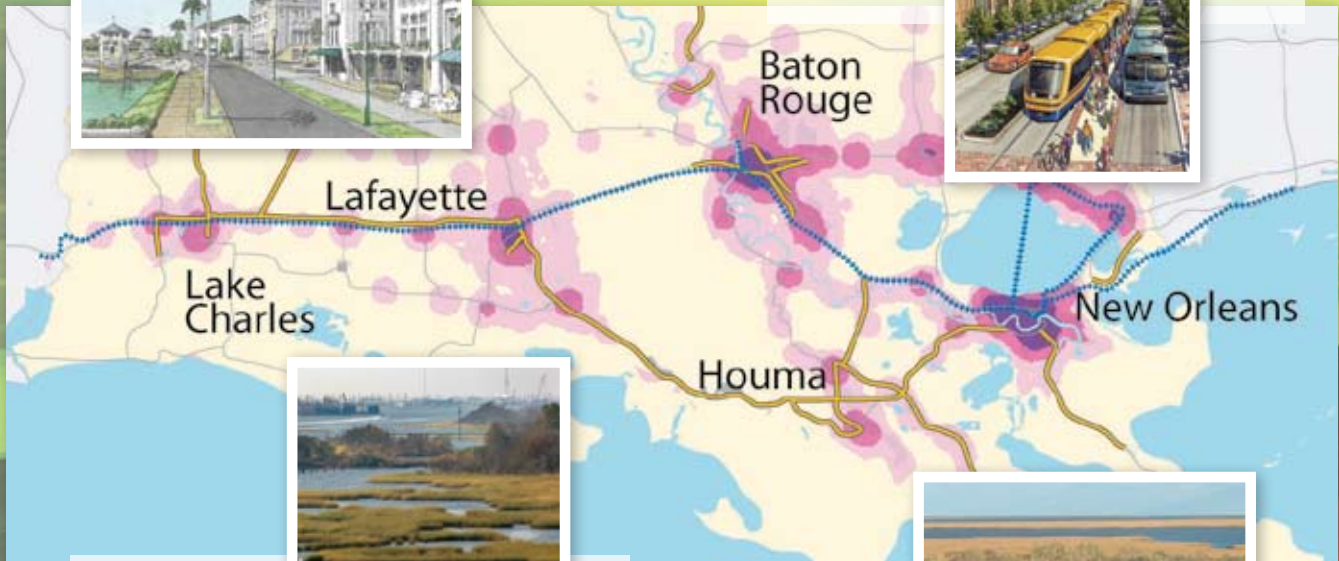 Baton
Rouge
Lafayette
Lake
Charles
New Orleans
Houma